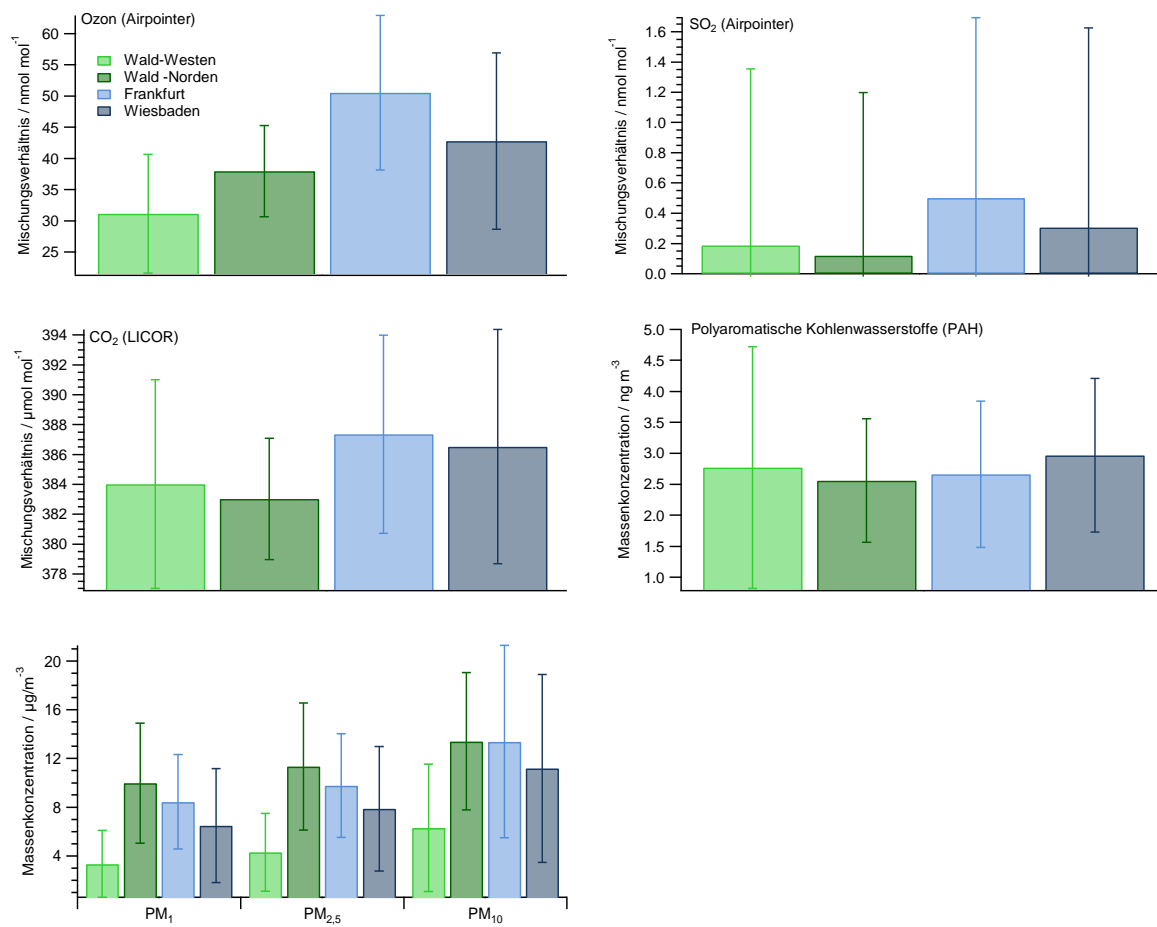 Ozon (Airpointer)
Mischungsverhältnis / nmol mol⁻¹
60
55
50
45
40
35
30
25
Wald-Westen
Wald -Norden
Frankfurt
Wiesbaden
SO₂ (Airpointer)
Mischungsverhältnis / nmol mol⁻¹
1.6
1.4
1.2
1.0
0.8
0.6
0.4
0.2
0.0
CO₂ (LICOR)
Mischungsverhältnis / µmol mol⁻¹
394
392
390
388
386
384
382
380
378
Polyaromatische Kohlenwasserstoffe (PAH)
Massenkonzentration / ng m⁻³
5.0
4.5
4.0
3.5
3.0
2.5
2.0
1.5
1.0
Massenkonzentration / µg/m⁻³
20
16
12
8
4
PM₁
PM₂,₅
PM₁₀